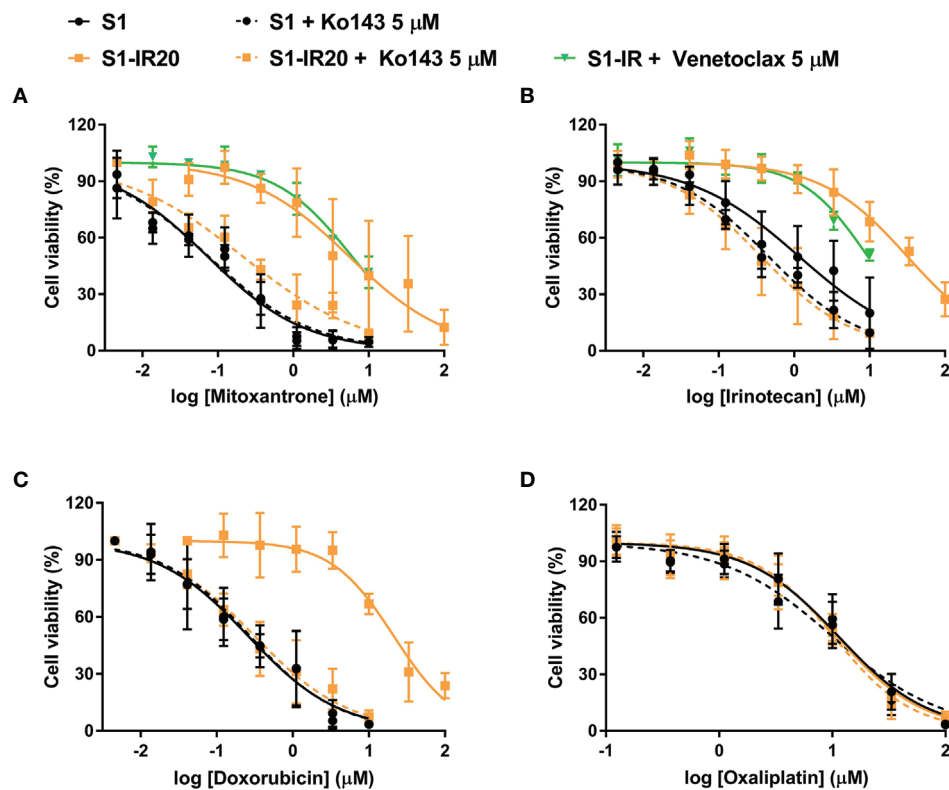 S1 S1 + Ko143 5 μM
S1-IR20 S1-IR20 + Ko143 5 μM S1-IR + Venetoclax 5 μM
A
120
90
60
30
0
Cell viability (%)
-2 -1 0 1 2
log [Mitoxantrone] (μM)
B
120
90
60
30
0
Cell viability (%)
-2 -1 0 1 2
log [Irinotecan] (μM)
C
120
90
60
30
0
Cell viability (%)
-2 -1 0 1 2
log [Doxorubicin] (μM)
D
120
90
60
30
0
Cell viability (%)
-1 0 1 2
log [Oxaliplatin] (μM)